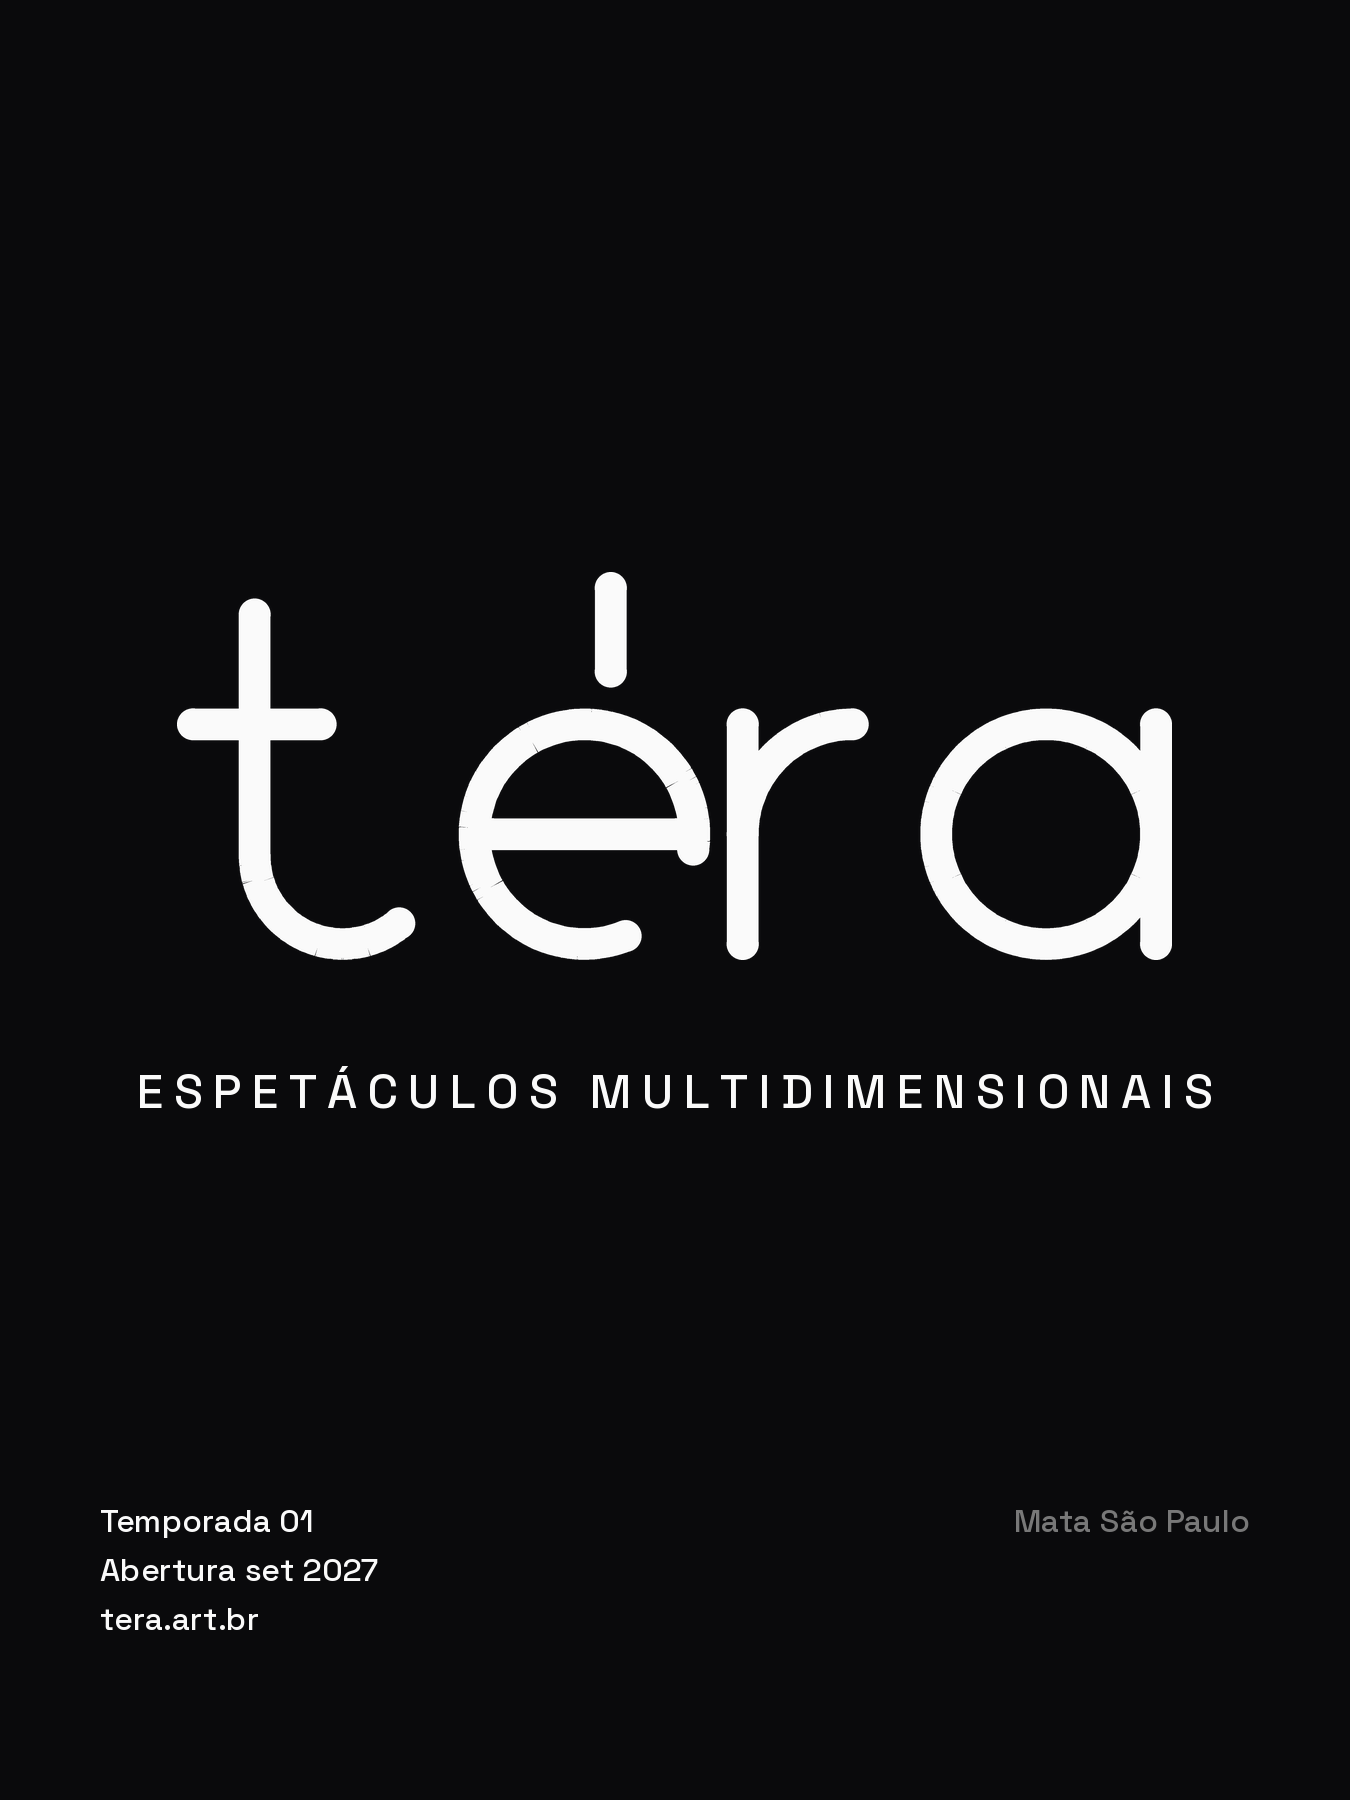 téra
ESPETÁCULOS MULTIDIMENSIONAIS
Temporada 01
Mata São Paulo
Abertura set 2027
tera.art.br